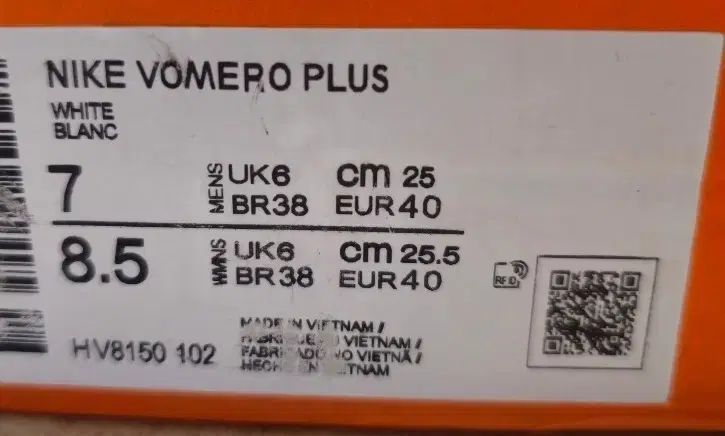 NIKE VOMERO PLUS
WHITE
BLANC
7 MENS UK6 cm 25
BR38 EUR40
8.5 WMNS UK6 cm 25.5
BR38 EUR40
RFID
HV8150 102
MADE IN VIETNAM /
VIETNAM /
VIETNÃ /